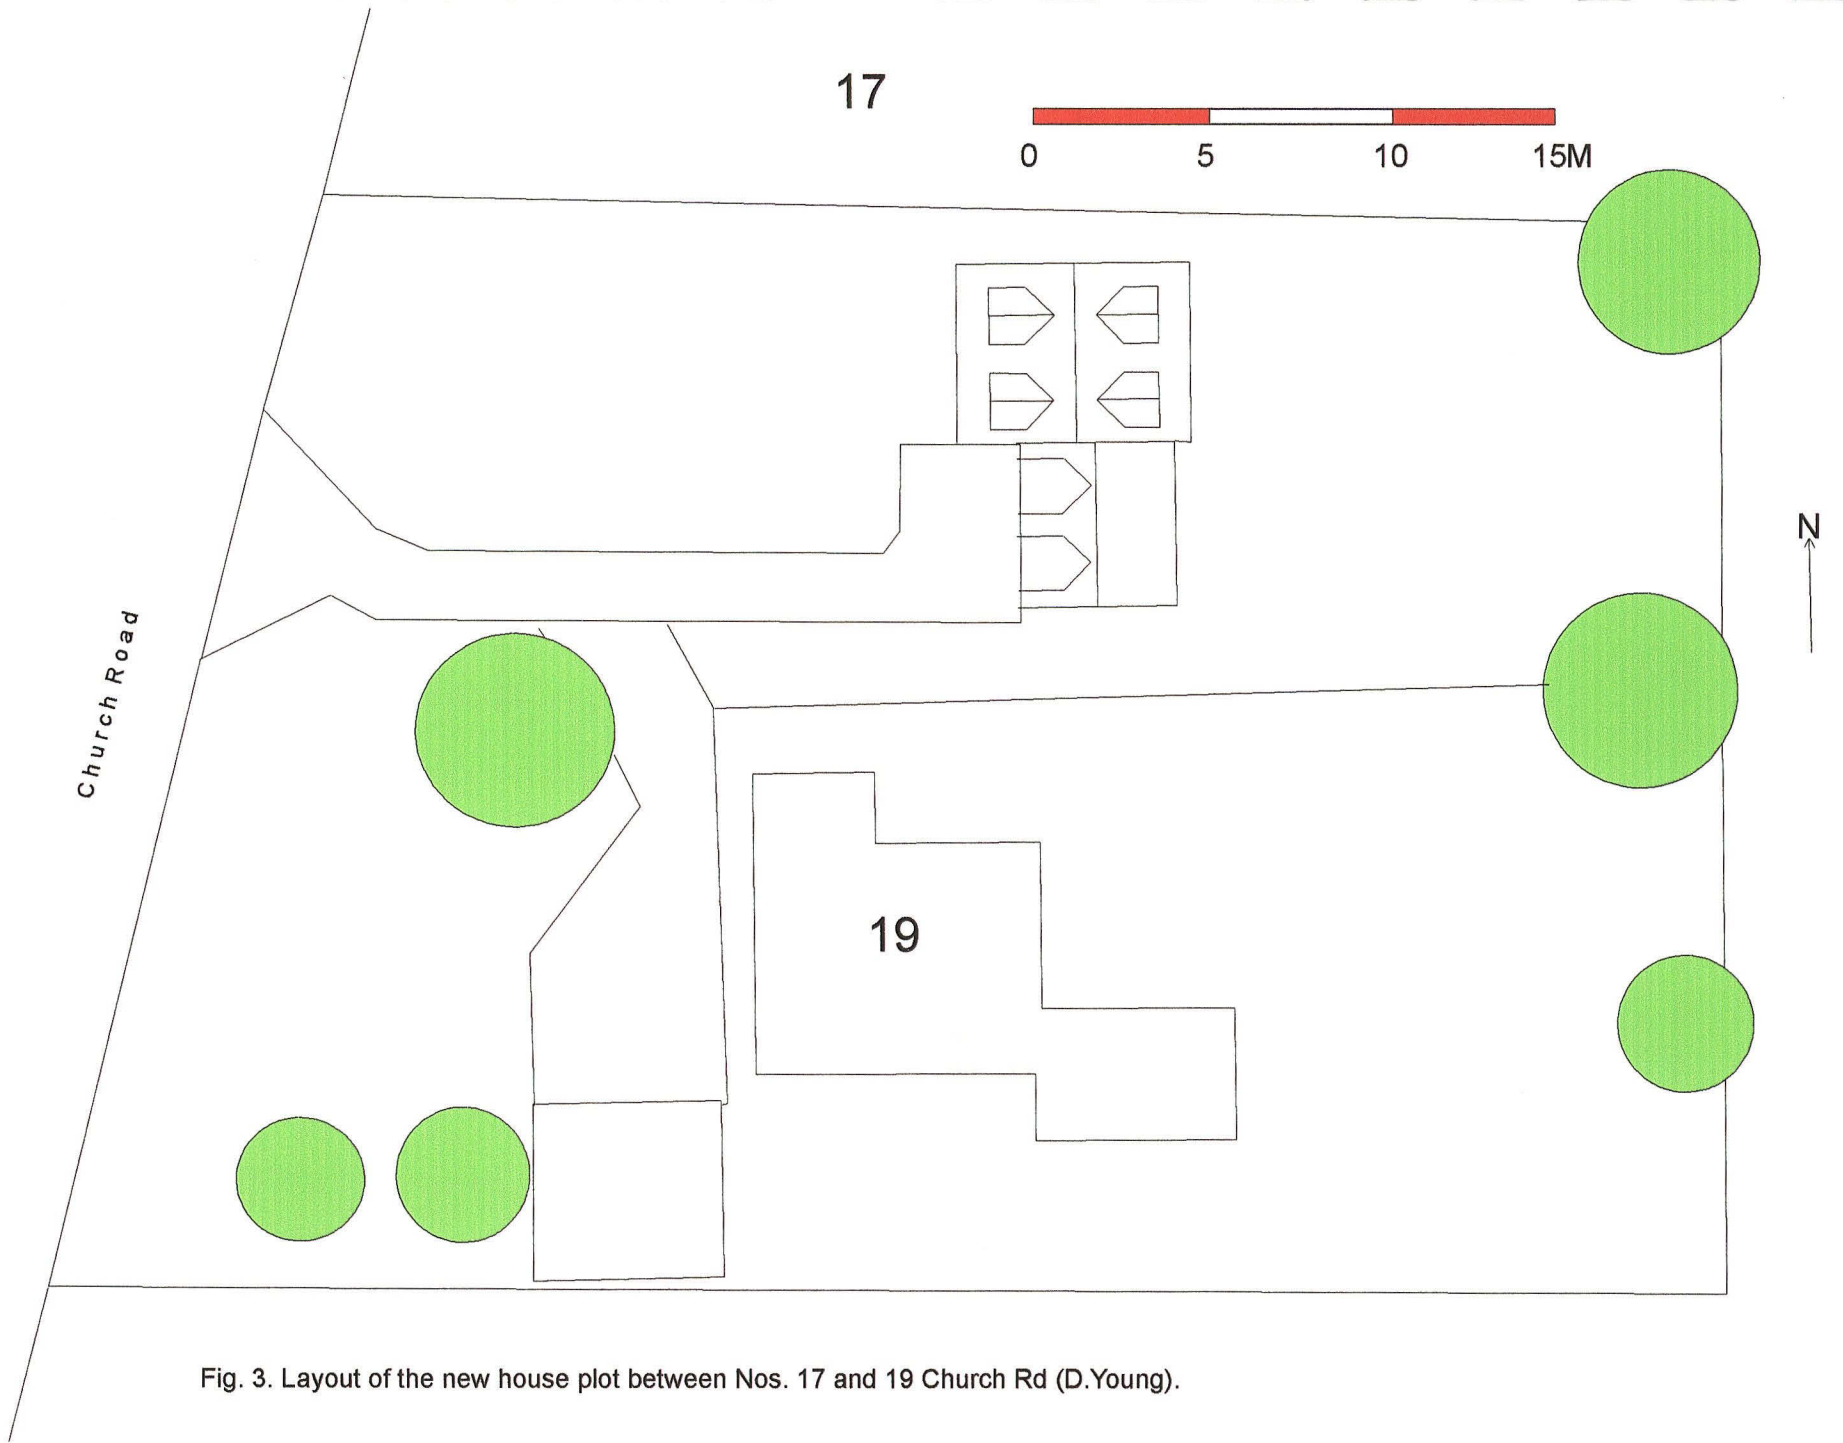 17
0 5 10 15M
N
Church Road
19
Fig. 3. Layout of the new house plot between Nos. 17 and 19 Church Rd (D.Young).